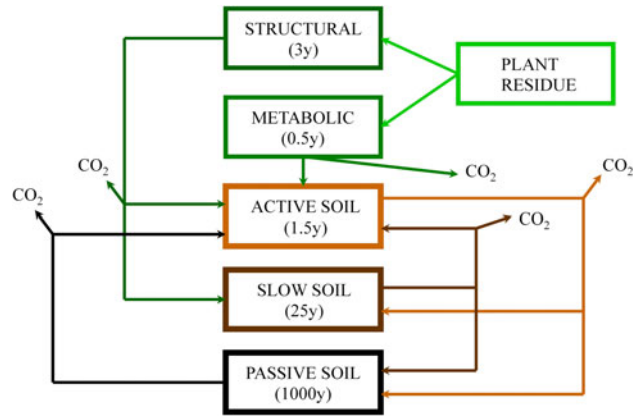 STRUCTURAL
(3y)
PLANT
RESIDUE
METABOLIC
(0.5y)
CO₂
CO₂
CO₂
CO₂
ACTIVE SOIL
(1.5y)
CO₂
SLOW SOIL
(25y)
PASSIVE SOIL
(1000y)